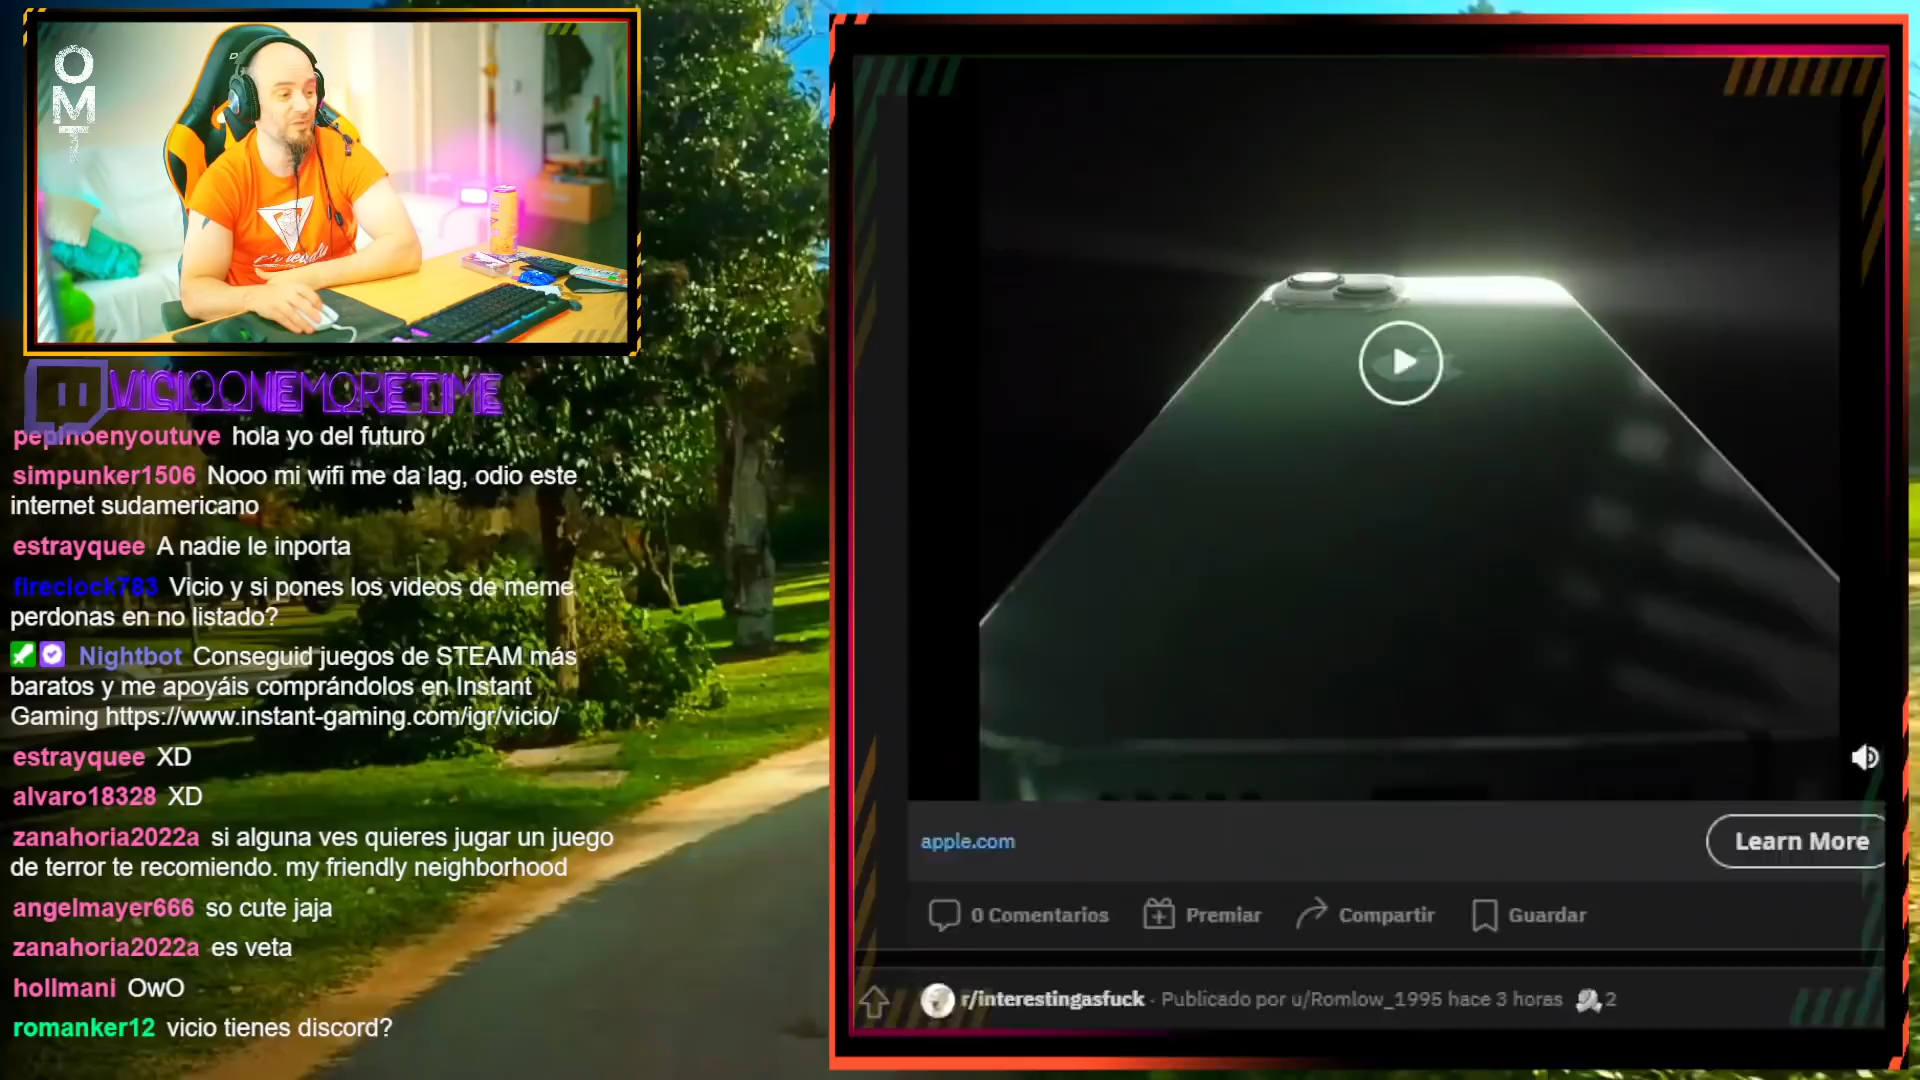 OMT
VICIOONEMORETIME
pepinoenyoutuve hola yo del futuro
simpunker1506 Nooo mi wifi me da lag, odio este
internet sudamericano
estrayquee A nadie le inporta
fireclock783 Vicio y si pones los videos de meme
perdonas en no listado?
Nightbot Conseguid juegos de STEAM más
baratos y me apoyáis comprándolos en Instant
Gaming https://www.instant-gaming.com/igr/vicio/
estrayquee XD
alvaro18328 XD
zanahoria2022a si alguna ves quieres jugar un juego
de terror te recomiendo. my friendly neighborhood
angelmayer666 so cute jaja
zanahoria2022a es veta
hollmani OwO
romanker12 vicio tienes discord?
apple.com
Learn More
0 Comentarios Premiar Compartir Guardar
r/interestingasfuck · Publicado por u/Romlow_1995 hace 3 horas 2